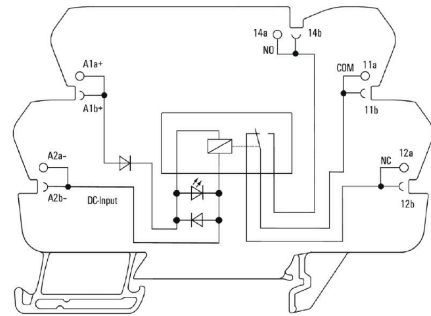 14a
14b
NO
A1a+
A1b+
COM
11a
11b
A2a-
A2b-
DC-Input
NC
12a
12b